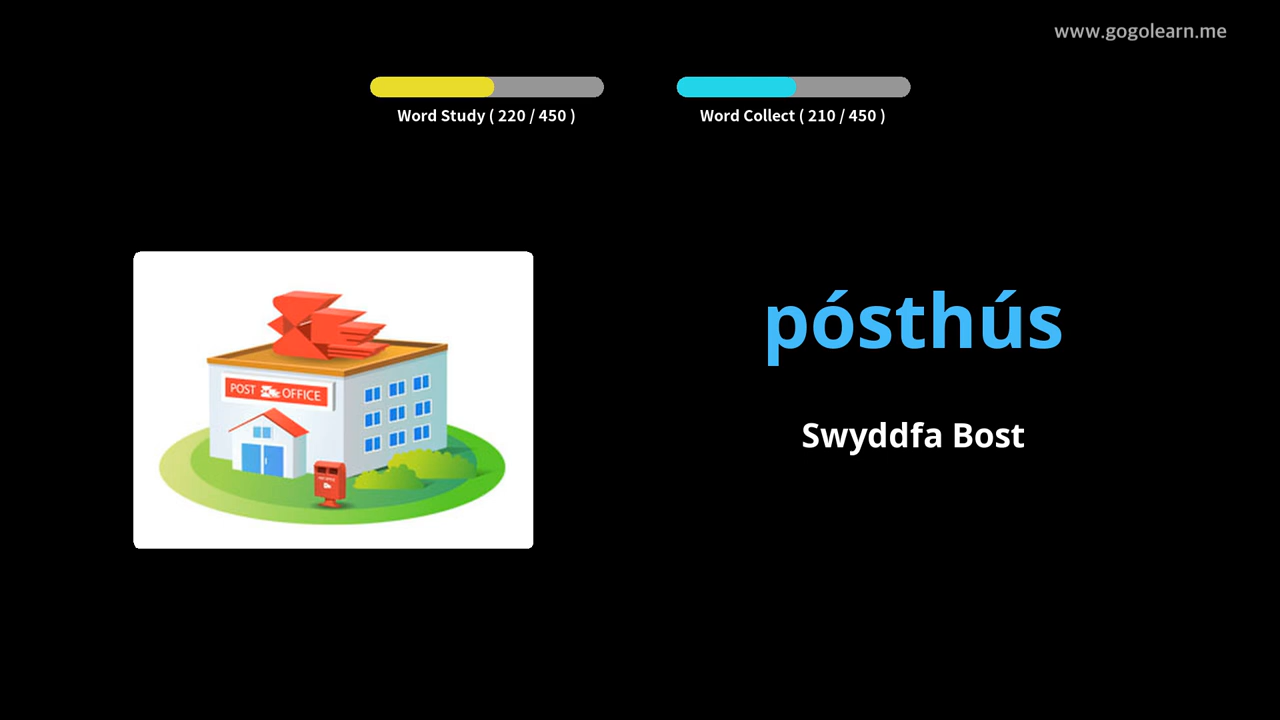 www.gogolearn.me
Word Study ( 220 / 450 )
Word Collect ( 210 / 450 )
POST OFFICE
pósthús
Swyddfa Bost